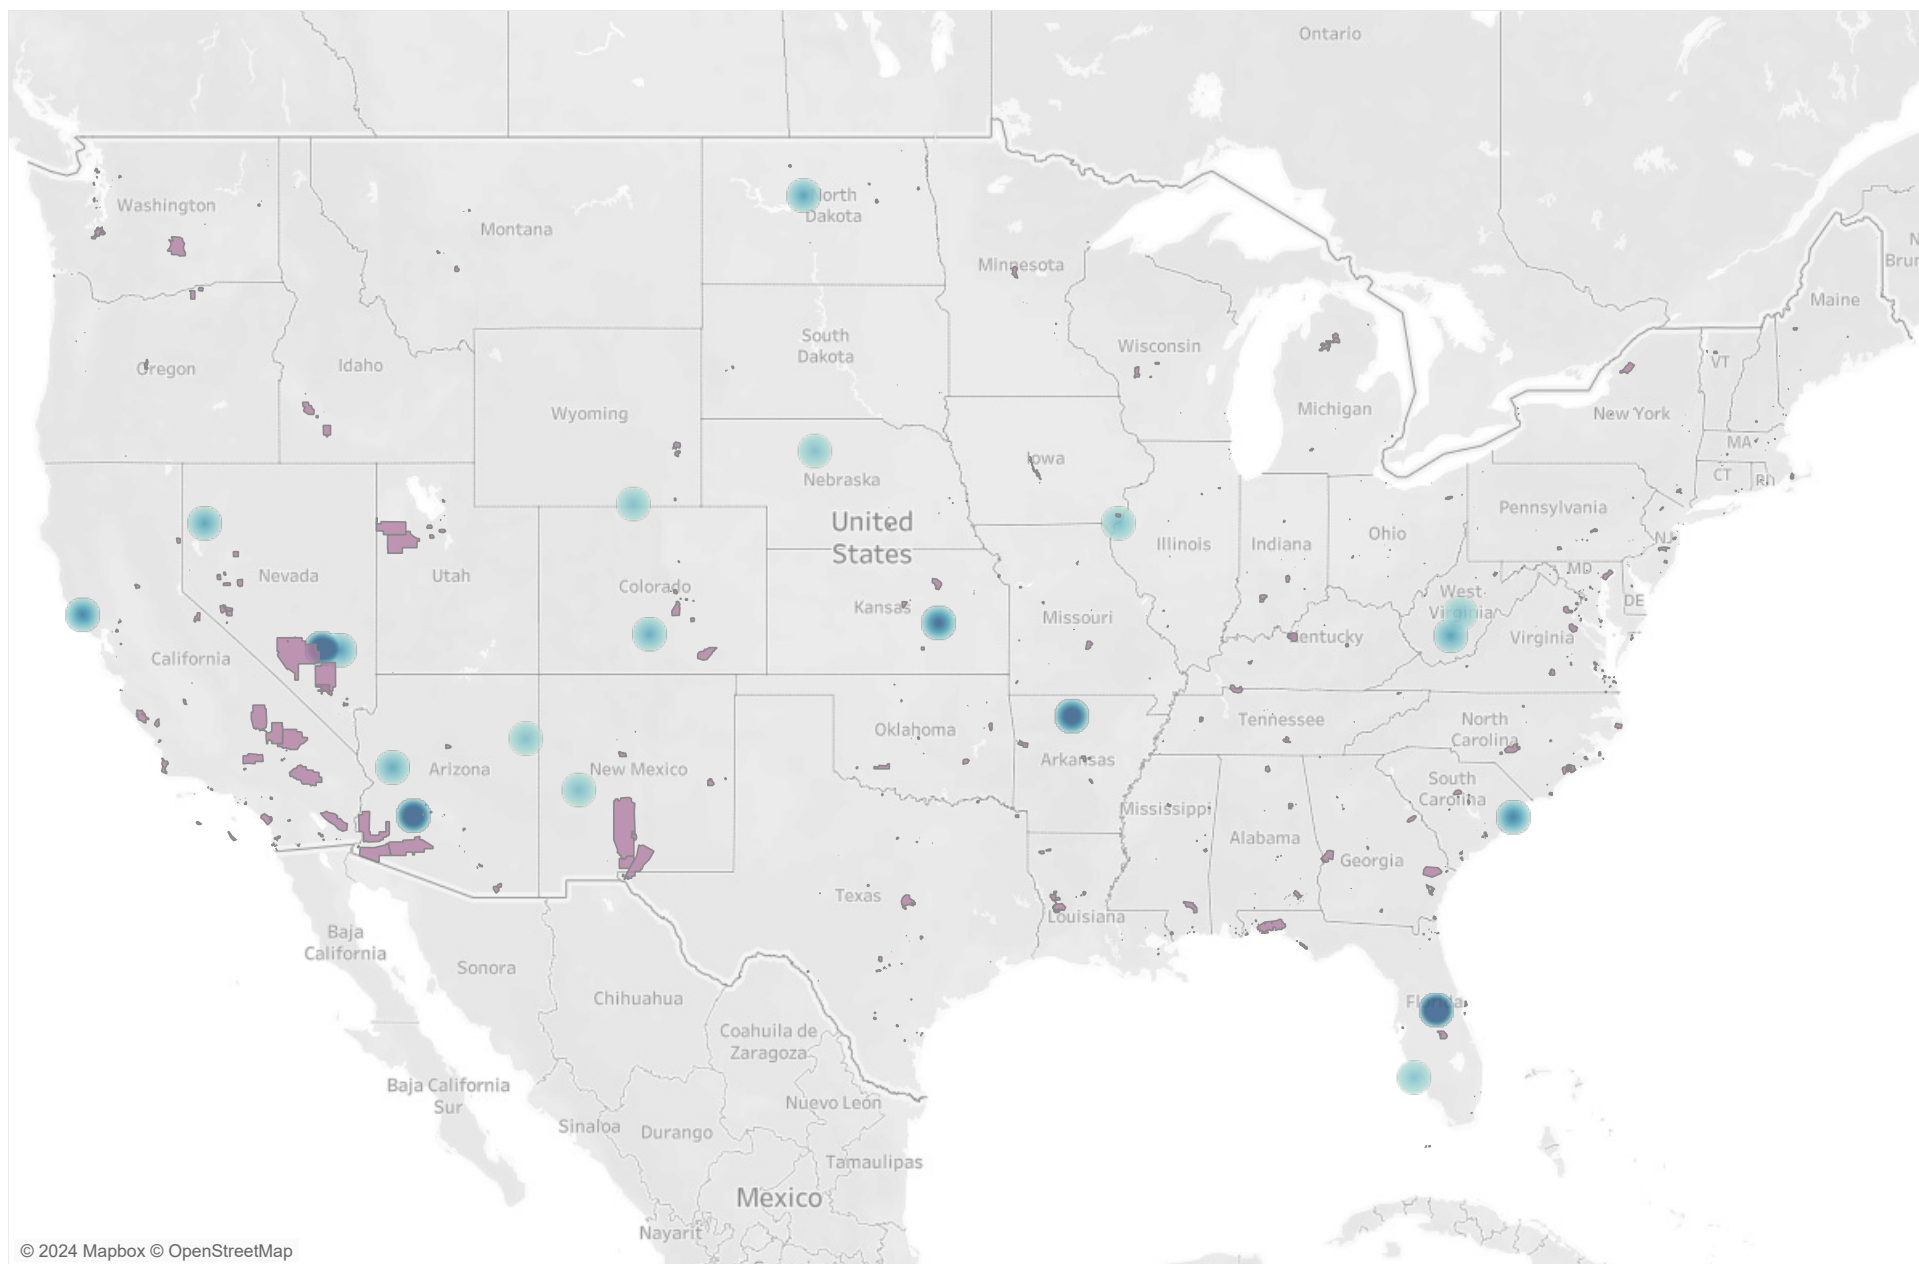 Ontario
Washington
Montana
North
Dakota
Minnesota
N
Brun
Maine
Oregon
Idaho
South
Dakota
Wisconsin
VT
Wyoming
Michigan
New York
MA
Iowa
CT
RI
Nebraska
Pennsylvania
United
States
Illinois
Indiana
Ohio
NJ
Nevada
Utah
Colorado
MD
West
Virginia
DE
Kansas
Missouri
Kentucky
Virginia
California
Oklahoma
Tennessee
North
Carolina
Arizona
New Mexico
Arkansas
South
Carolina
Mississippi
Alabama
Georgia
Texas
Louisiana
Baja
California
Sonora
Chihuahua
Florida
Coahuila de
Zaragoza
Baja California
Sur
Nuevo León
Sinaloa
Durango
Tamaulipas
Mexico
Nayarit
© 2024 Mapbox © OpenStreetMap